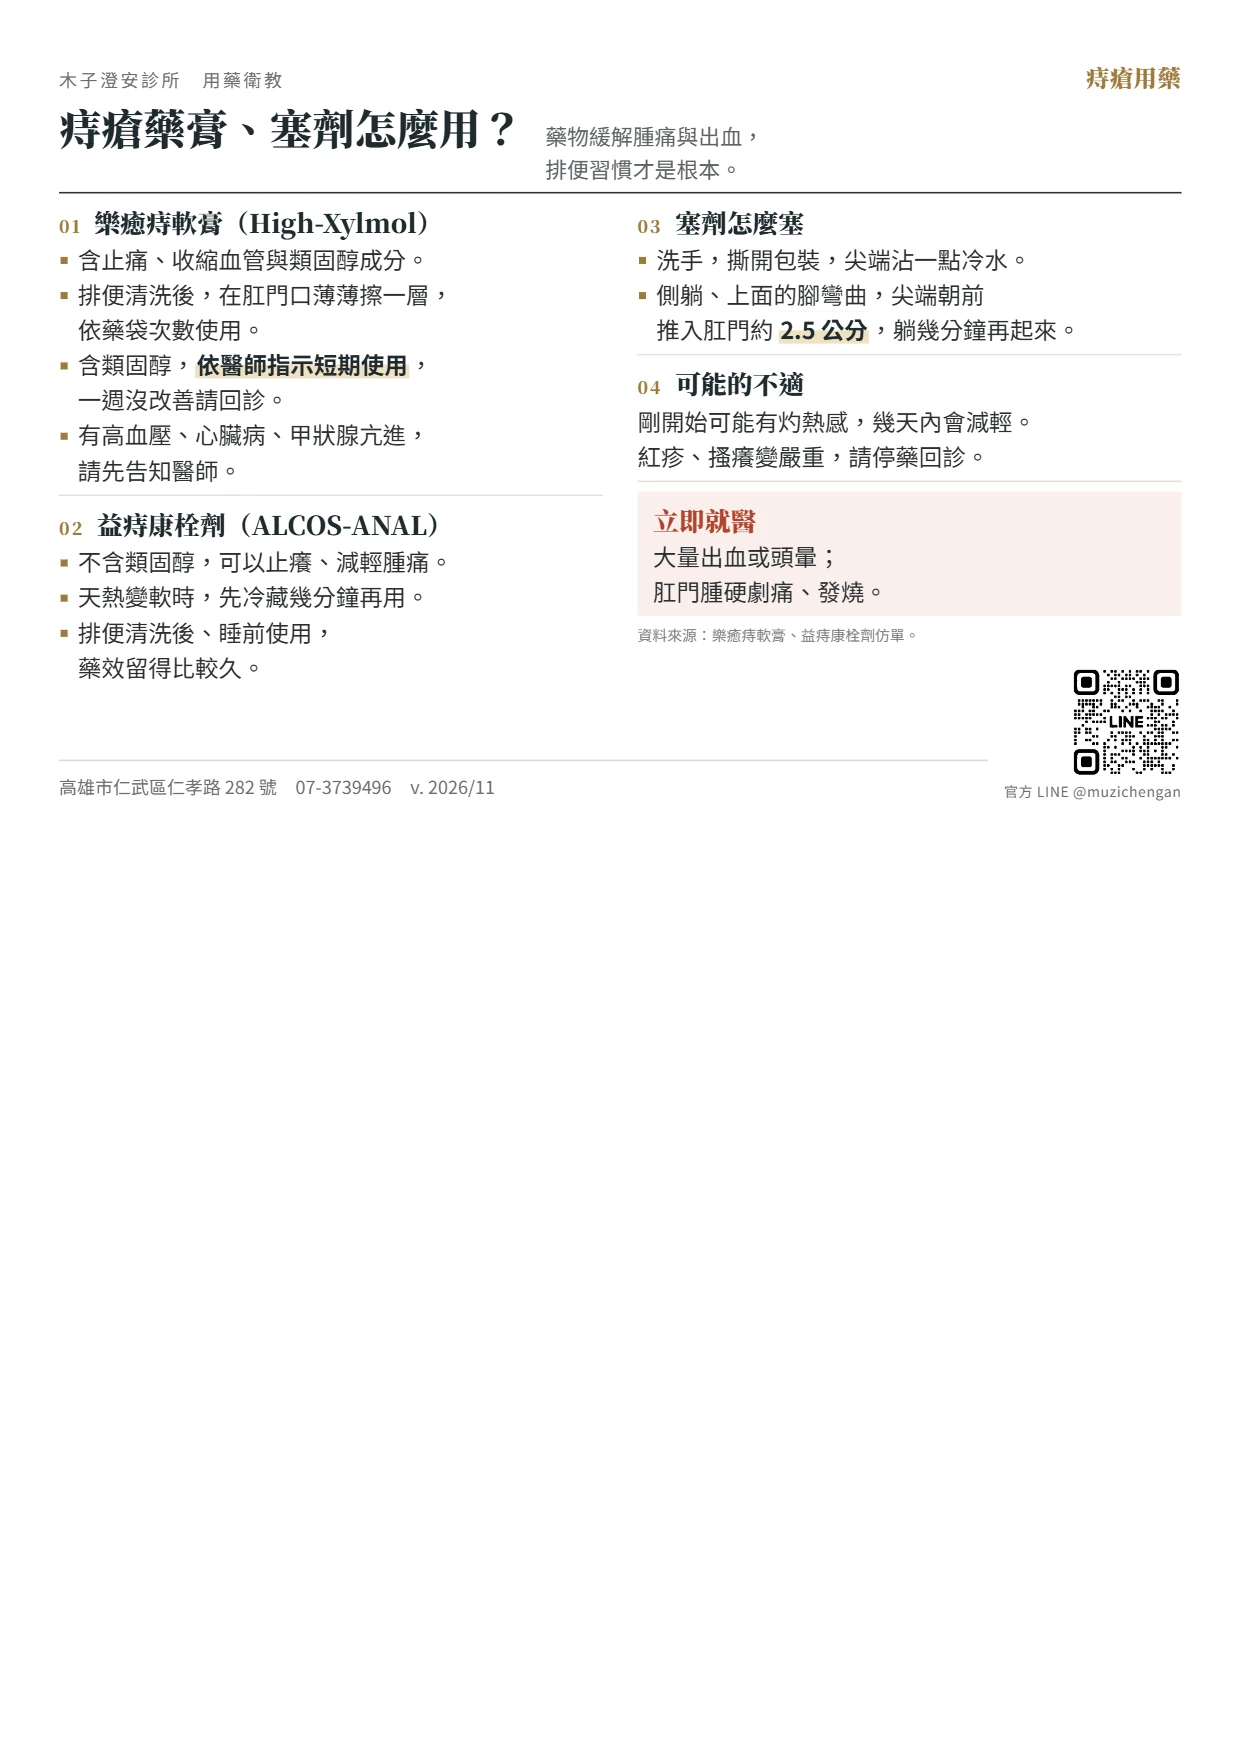 木子澄安診所　用藥衛教
痔瘡用藥
痔瘡藥膏、塞劑怎麼用？
藥物緩解腫痛與出血，
排便習慣才是根本。
01 樂癒痔軟膏（High-Xylmol）
▪ 含止痛、收縮血管與類固醇成分。
▪ 排便清洗後，在肛門口薄薄擦一層，
依藥袋次數使用。
▪ 含類固醇，依醫師指示短期使用，
一週沒改善請回診。
▪ 有高血壓、心臟病、甲狀腺亢進，
請先告知醫師。
02 益痔康栓劑（ALCOS-ANAL）
▪ 不含類固醇，可以止癢、減輕腫痛。
▪ 天熱變軟時，先冷藏幾分鐘再用。
▪ 排便清洗後、睡前使用，
藥效留得比較久。
03 塞劑怎麼塞
▪ 洗手，撕開包裝，尖端沾一點冷水。
▪ 側躺、上面的腳彎曲，尖端朝前
推入肛門約 2.5 公分，躺幾分鐘再起來。
04 可能的不適
剛開始可能有灼熱感，幾天內會減輕。
紅疹、搔癢變嚴重，請停藥回診。
立即就醫
大量出血或頭暈；
肛門腫硬劇痛、發燒。
資料來源：樂癒痔軟膏、益痔康栓劑仿單。
LINE
高雄市仁武區仁孝路 282 號　07-3739496　v. 2026/11
官方 LINE @muzichengan